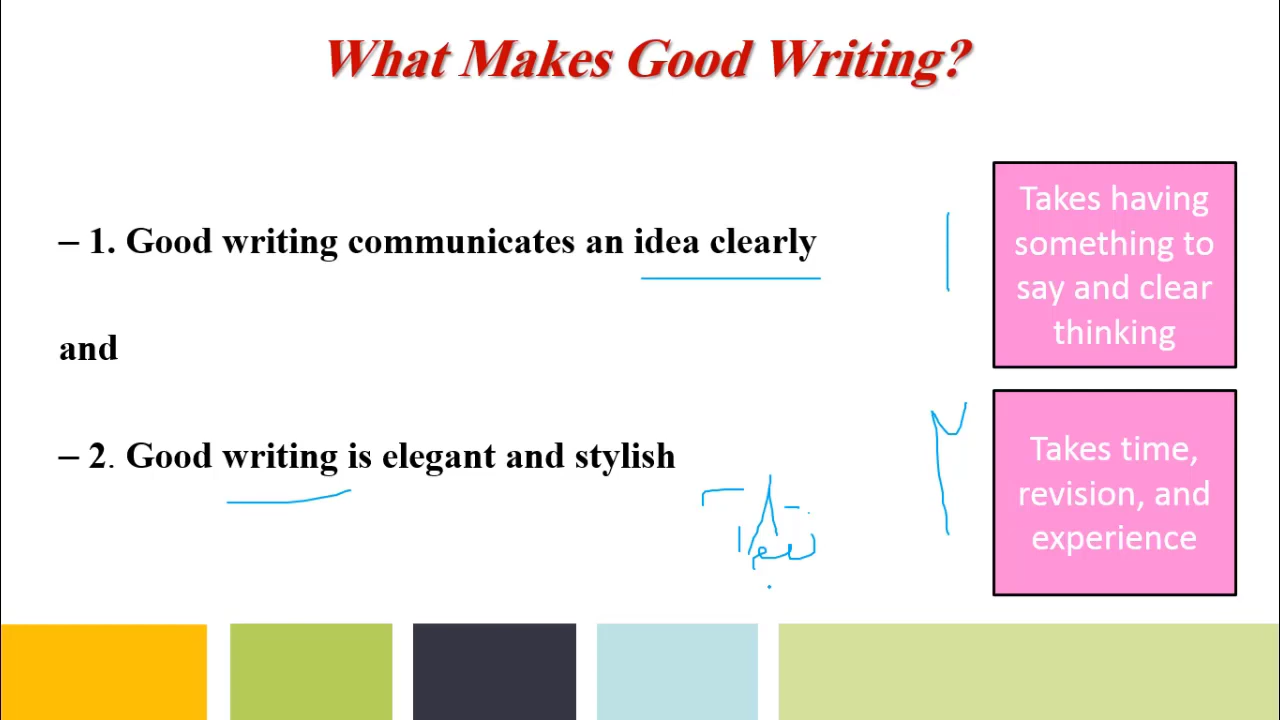 What Makes Good Writing?
– 1. Good writing communicates an idea clearly
Takes having
something to
say and clear
thinking
and
– 2. Good writing is elegant and stylish
Takes time,
revision, and
experience